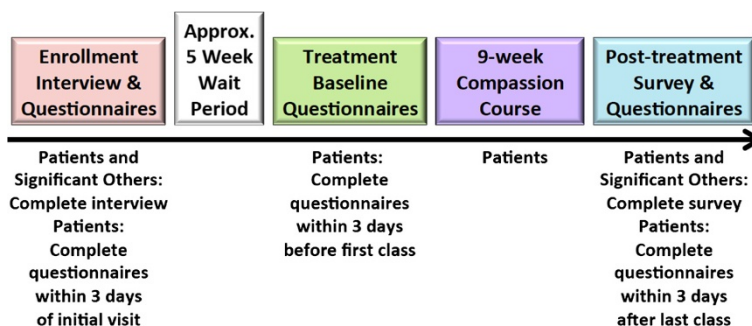 Enrollment
Interview &
Questionnaires
Approx.
5 Week
Wait
Period
Treatment
Baseline
Questionnaires
9-week
Compassion
Course
Post-treatment
Survey &
Questionnaires
Patients and
Significant Others:
Complete interview
Patients:
Complete
questionnaires
within 3 days
of initial visit
Patients:
Complete
questionnaires
within 3 days
before first class
Patients
Patients and
Significant Others:
Complete survey
Patients:
Complete
questionnaires
within 3 days
after last class